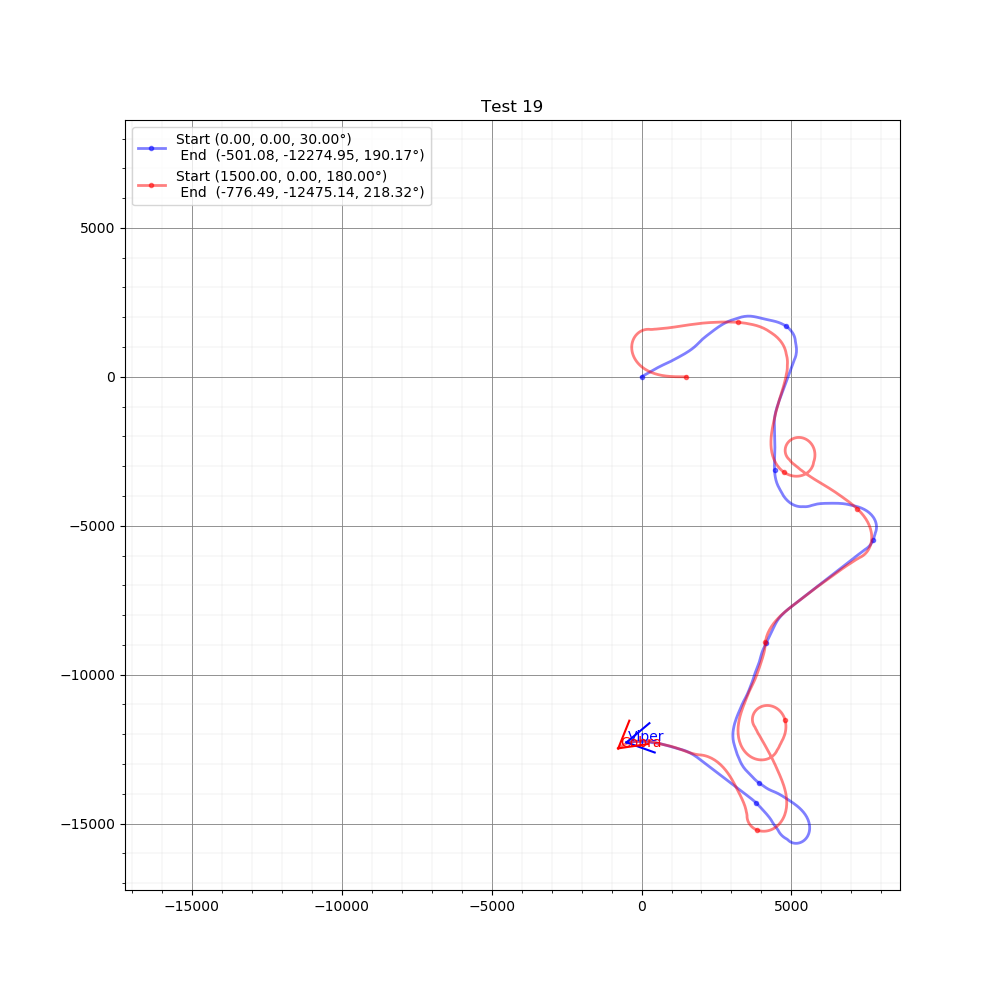 Test 19
Start (0.00, 0.00, 30.00°)
End (-501.08, -12274.95, 190.17°)
Start (1500.00, 0.00, 180.00°)
End (-776.49, -12475.14, 218.32°)
5000
0
−5000
−10000
−15000
Viper
−15000
−10000
−5000
0
5000